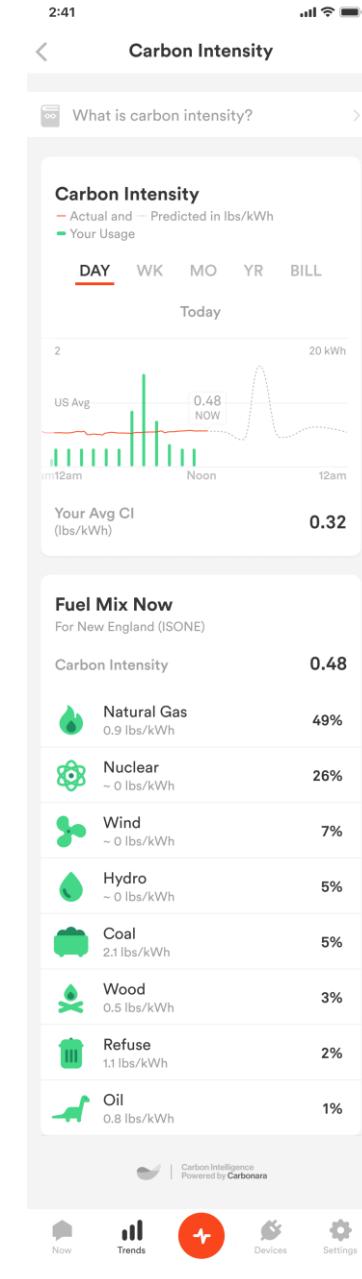 2:41
Carbon Intensity
What is carbon intensity?
Carbon Intensity
Actual and Predicted in lbs/kWh
Your Usage
DAY WK MO YR BILL
Today
2 20 kWh
US Avg 0.48
NOW
12am Noon 12am
Your Avg CI
(lbs/kWh) 0.32
Fuel Mix Now
For New England (ISONE)
Carbon Intensity 0.48
Natural Gas
0.9 lbs/kWh 49%
Nuclear
~ 0 lbs/kWh 26%
Wind
~ 0 lbs/kWh 7%
Hydro
~ 0 lbs/kWh 5%
Coal
2.1 lbs/kWh 5%
Wood
0.5 lbs/kWh 3%
Refuse
1.1 lbs/kWh 2%
Oil
0.8 lbs/kWh 1%
Carbon Intelligence
Powered by Carbonara
Now Trends Devices Settings